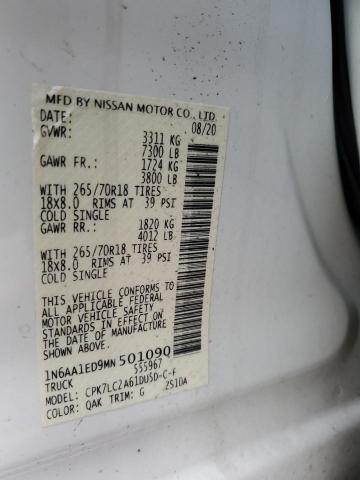 MFD BY NISSAN MOTOR CO., LTD.
DATE: 08/20
GVWR: 3311 KG
7300 LB
GAWR FR.: 1724 KG
3800 LB
WITH 265/70R18 TIRES
18X8.0 RIMS AT 39 PSI
COLD SINGLE
GAWR RR.: 1820 KG
4012 LB
WITH 265/70R18 TIRES
18X8.0 RIMS AT 39 PSI
COLD SINGLE
THIS VEHICLE CONFORMS TO
ALL APPLICABLE FEDERAL
MOTOR VEHICLE SAFETY
STANDARDS IN EFFECT ON
THE DATE OF MANUFACTURE
SHOWN ABOVE.
1N6AA1ED9MN 501090
TRUCK 555967
MODEL: CPK7LC2A61DUSD-C-F
COLOR: QAK TRIM: G 2S10A